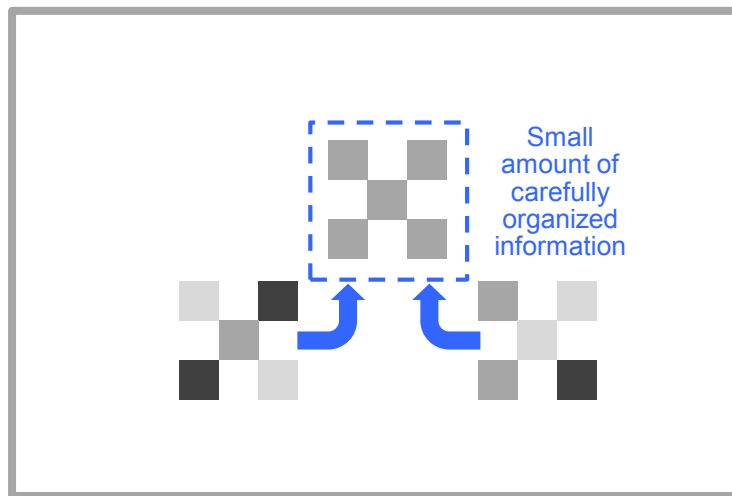 Small
amount of
carefully
organized
information